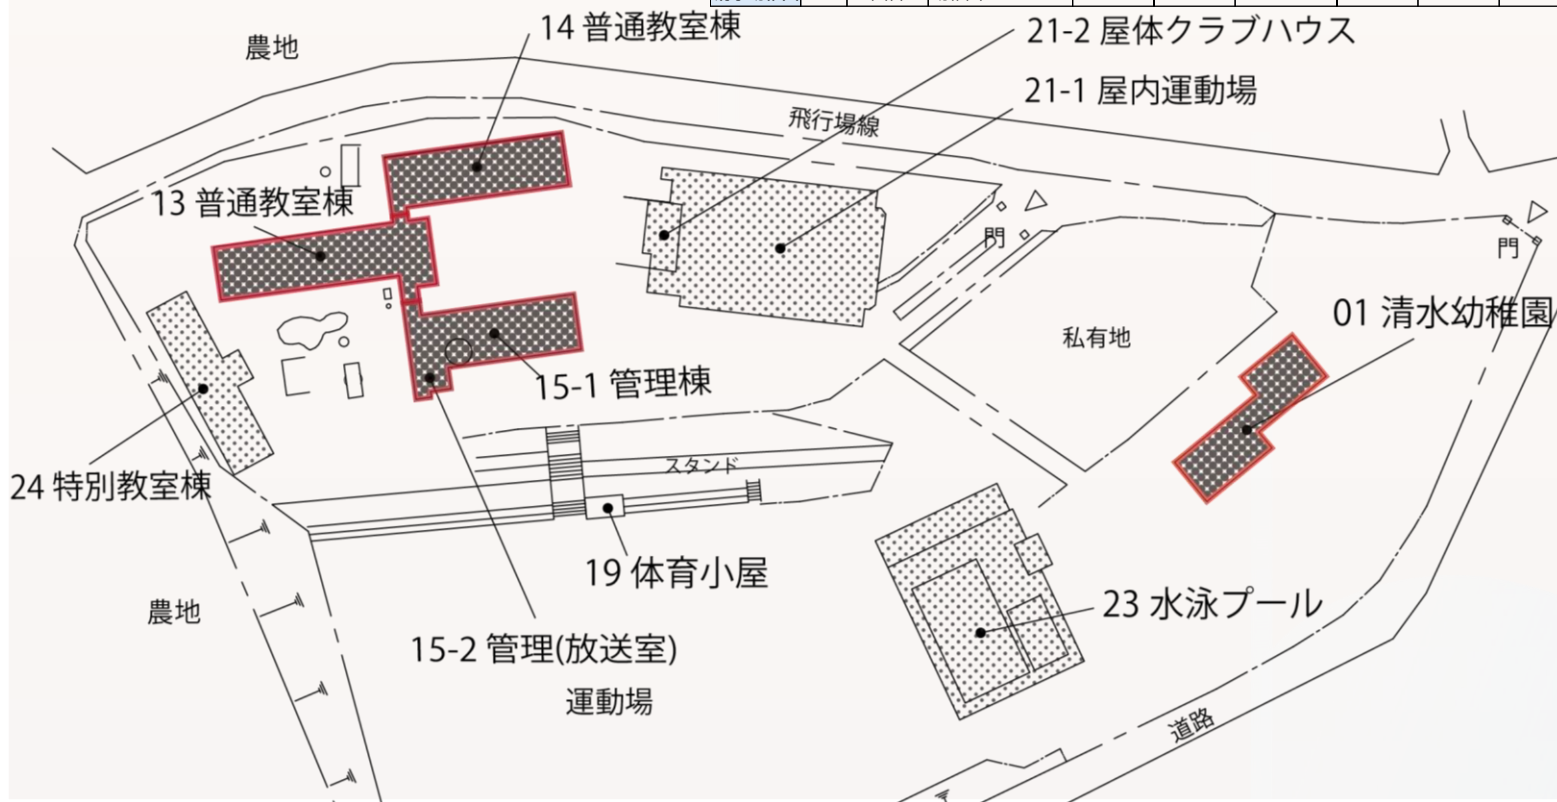 14 普通教室棟
21-2 屋体クラブハウス
農地
21-1 屋内運動場
飛行場線
13 普通教室棟
門
門
01 清水幼稚園
私有地
15-1 管理棟
スタンド
24 特別教室棟
19 体育小屋
23 水泳プール
農地
15-2 管理(放送室)
運動場
道路